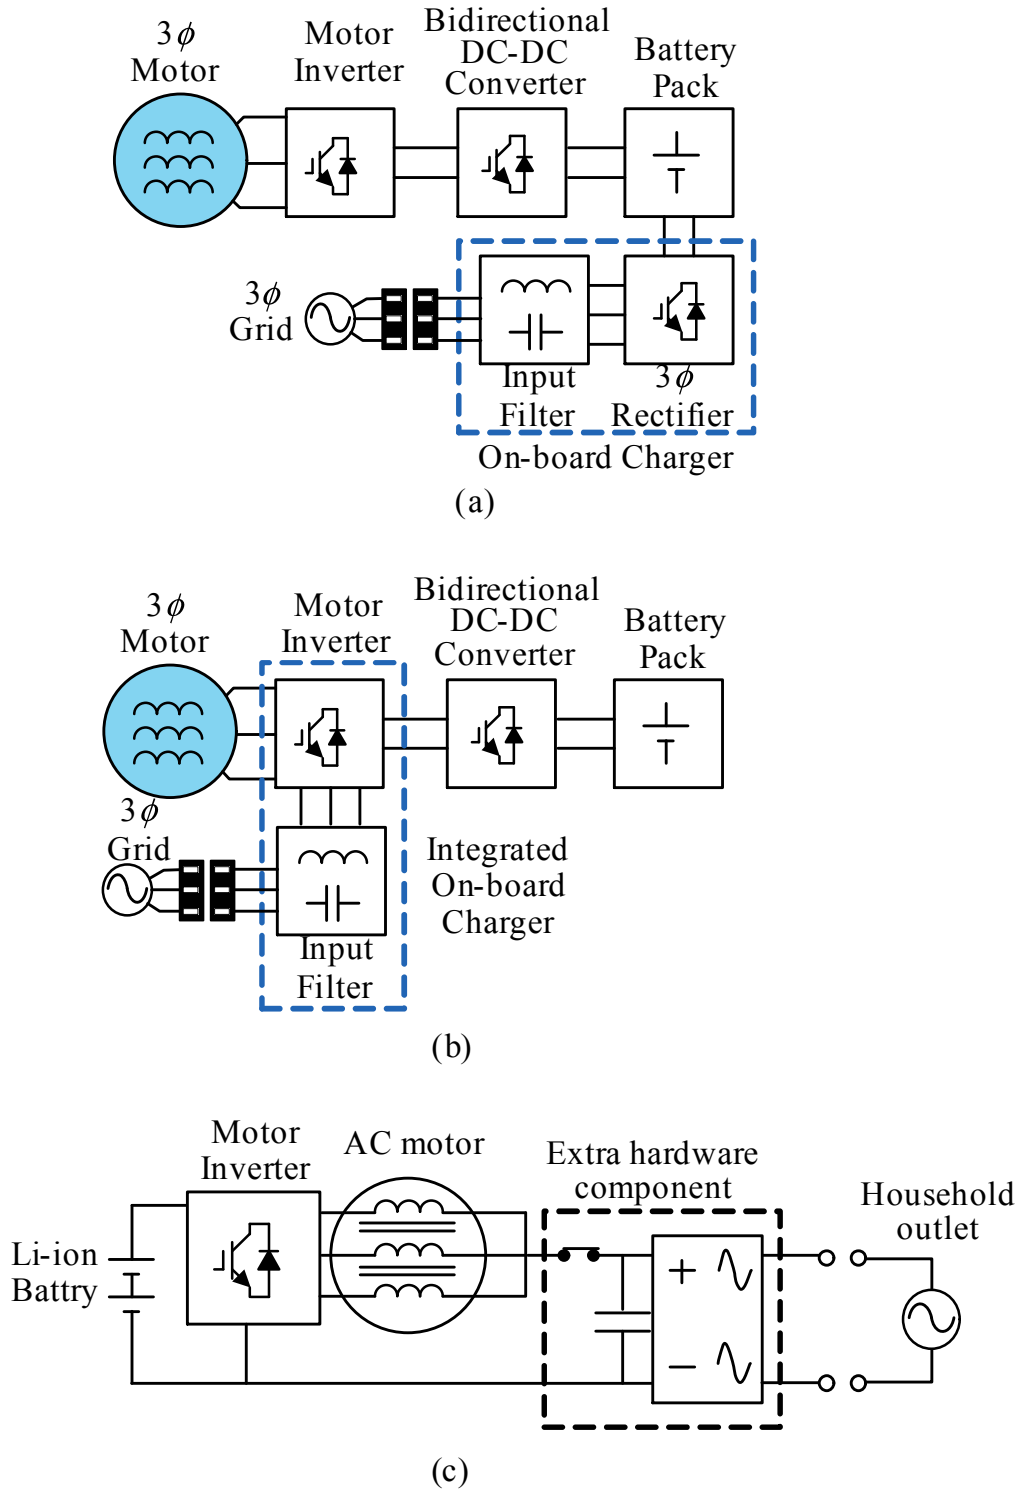 3ϕ
Motor
Motor
Inverter
Bidirectional
DC-DC
Converter
Battery
Pack
3ϕ
Grid
Input
Filter
3ϕ
Rectifier
On-board Charger
(a)
3ϕ
Motor
Motor
Inverter
Bidirectional
DC-DC
Converter
Battery
Pack
3ϕ
Grid
Input
Filter
Integrated
On-board
Charger
(b)
Motor
Inverter
AC motor
Extra hardware
component
Household
outlet
Li-ion
Battry
+
−
(c)